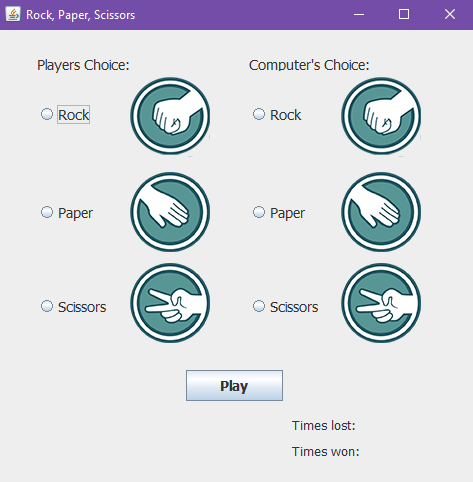 Rock, Paper, Scissors
Players Choice:
Computer's Choice:
Rock
Rock
Paper
Paper
Scissors
Scissors
Play
Times lost:
Times won: